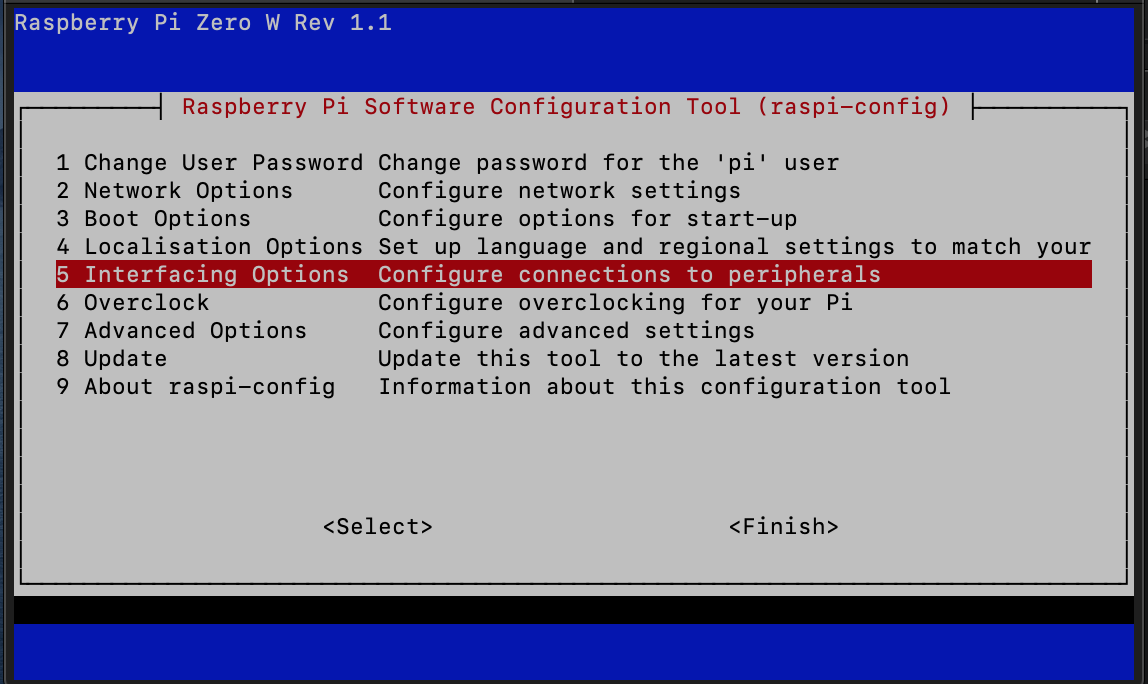 Raspberry Pi Zero W Rev 1.1
Raspberry Pi Software Configuration Tool (raspi-config)
1 Change User Password Change password for the 'pi' user
2 Network Options Configure network settings
3 Boot Options Configure options for start-up
4 Localisation Options Set up language and regional settings to match your
5 Interfacing Options Configure connections to peripherals
6 Overclock Configure overclocking for your Pi
7 Advanced Options Configure advanced settings
8 Update Update this tool to the latest version
9 About raspi-config Information about this configuration tool
<Select> <Finish>